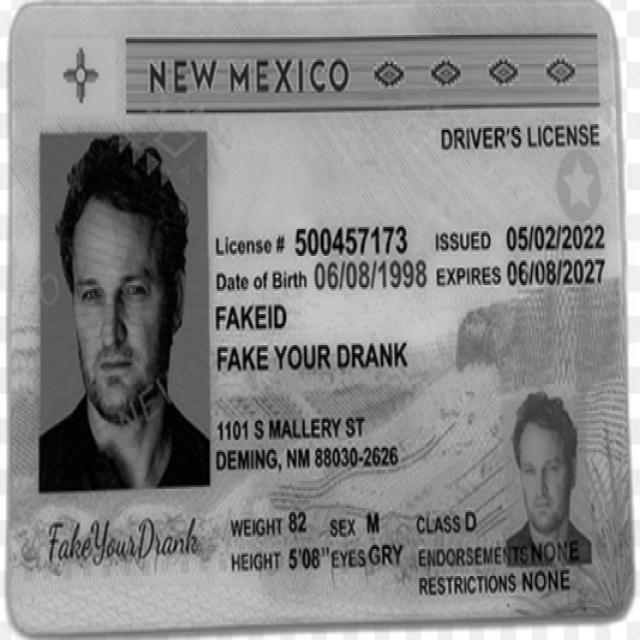 NEW MEXICO
DRIVER'S LICENSE
License # 500457173 ISSUED 05/02/2022
Date of Birth 06/08/1998 EXPIRES 06/08/2027
FAKEID
FAKE YOUR DRANK
1101 S MALLERY ST
DEMING, NM 88030-2626
FakeYourDrank
WEIGHT 82 SEX M CLASS D
HEIGHT 5'08" EYES GRY ENDORSEMENTS NONE
RESTRICTIONS NONE